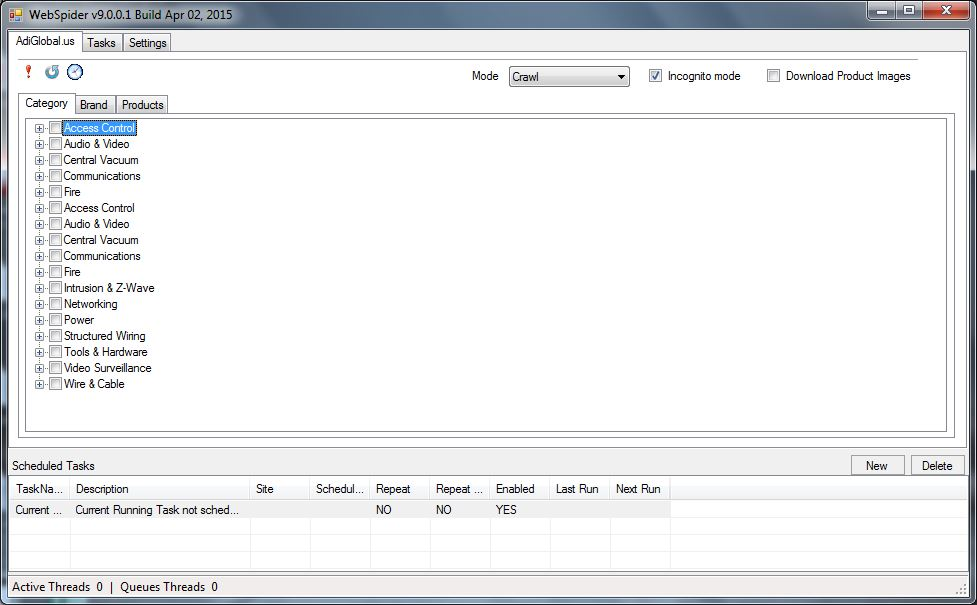 WebSpider v9.0.0.1 Build Apr 02, 2015
AdiGlobal.us Tasks Settings
Mode Crawl Incognito mode Download Product Images
Category Brand Products
Access Control
Audio & Video
Central Vacuum
Communications
Fire
Access Control
Audio & Video
Central Vacuum
Communications
Fire
Intrusion & Z-Wave
Networking
Power
Structured Wiring
Tools & Hardware
Video Surveillance
Wire & Cable
Scheduled Tasks New Delete
TaskNa... Description Site Schedul... Repeat Repeat ... Enabled Last Run Next Run
Current ... Current Running Task not sched... NO NO YES
Active Threads 0 | Queues Threads 0